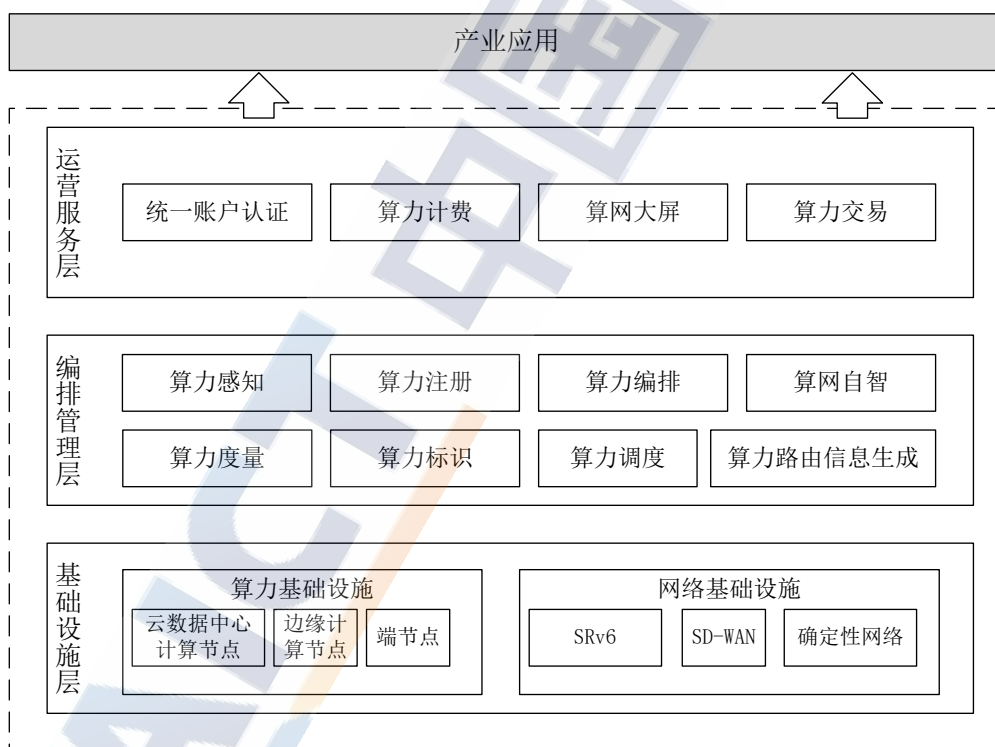 产业应用
运营服务层
统一账户认证
算力计费
算网大屏
算力交易
编排管理层
算力感知
算力注册
算力编排
算网自智
算力度量
算力标识
算力调度
算力路由信息生成
基础设施层
算力基础设施
云数据中心
计算节点
边缘计
算节点
端节点
网络基础设施
SRv6
SD-WAN
确定性网络
中国